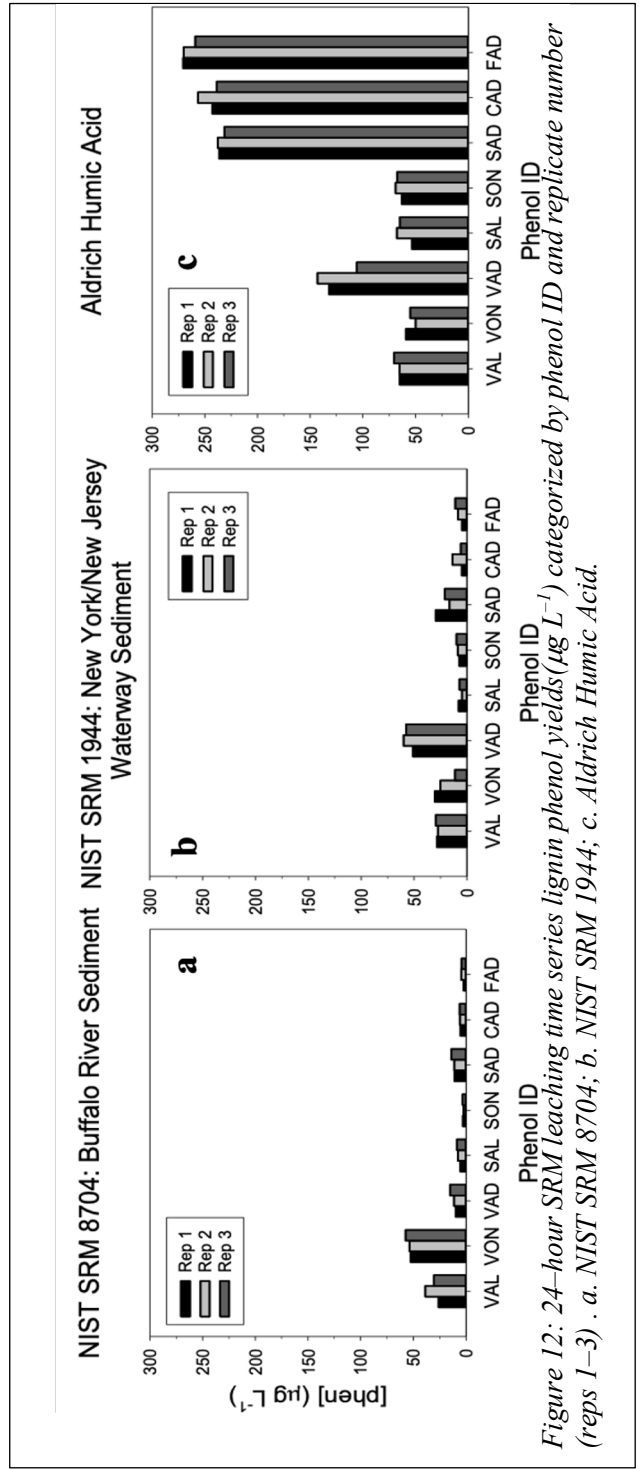 NIST SRM 8704: Buffalo River Sediment
a
Rep 1
Rep 2
Rep 3
300
250
200
150
100
50
0
[phen] (µg L⁻¹)
VAL VON VAD SAL SON SAD CAD FAD
Phenol ID
NIST SRM 1944: New York/New Jersey
Waterway Sediment
b
Rep 1
Rep 2
Rep 3
300
250
200
150
100
50
0
VAL VON VAD SAL SON SAD CAD FAD
Phenol ID
Aldrich Humic Acid
c
Rep 1
Rep 2
Rep 3
300
250
200
150
100
50
0
VAL VON VAD SAL SON SAD CAD FAD
Phenol ID
Figure 12: 24–hour SRM leaching time series lignin phenol yields(µg L⁻¹) categorized by phenol ID and replicate number
(reps 1–3) . a. NIST SRM 8704; b. NIST SRM 1944; c. Aldrich Humic Acid.